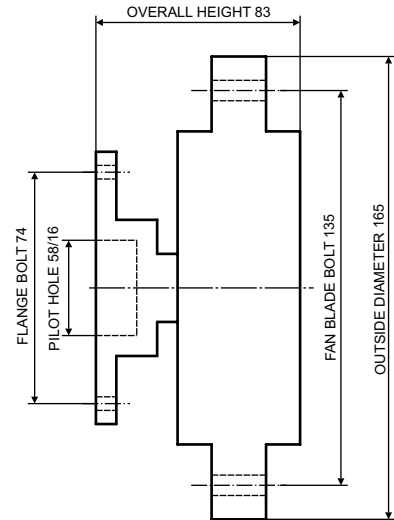 OVERALL HEIGHT 83
FLANGE BOLT 74
PILOT HOLE 58/16
FAN BLADE BOLT 135
OUTSIDE DIAMETER 165